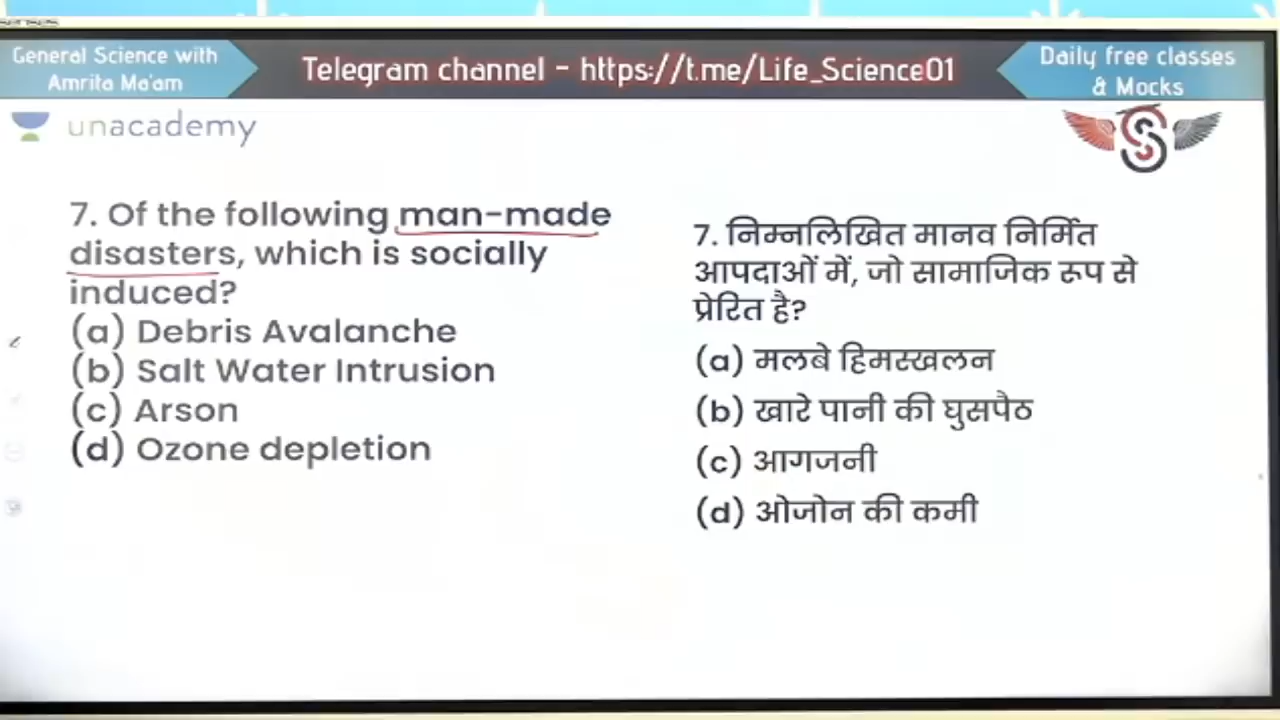 General Science with
Amrita Ma'am
Telegram channel - https://t.me/Life_Science01
Daily free classes
& Mocks
unacademy
7. Of the following man-made
disasters, which is socially
induced?
(a) Debris Avalanche
(b) Salt Water Intrusion
(c) Arson
(d) Ozone depletion
7. निम्नलिखित मानव निर्मित
आपदाओं में, जो सामाजिक रूप से
प्रेरित है?
(a) मलबे हिमस्खलन
(b) खारे पानी की घुसपैठ
(c) आगजनी
(d) ओजोन की कमी